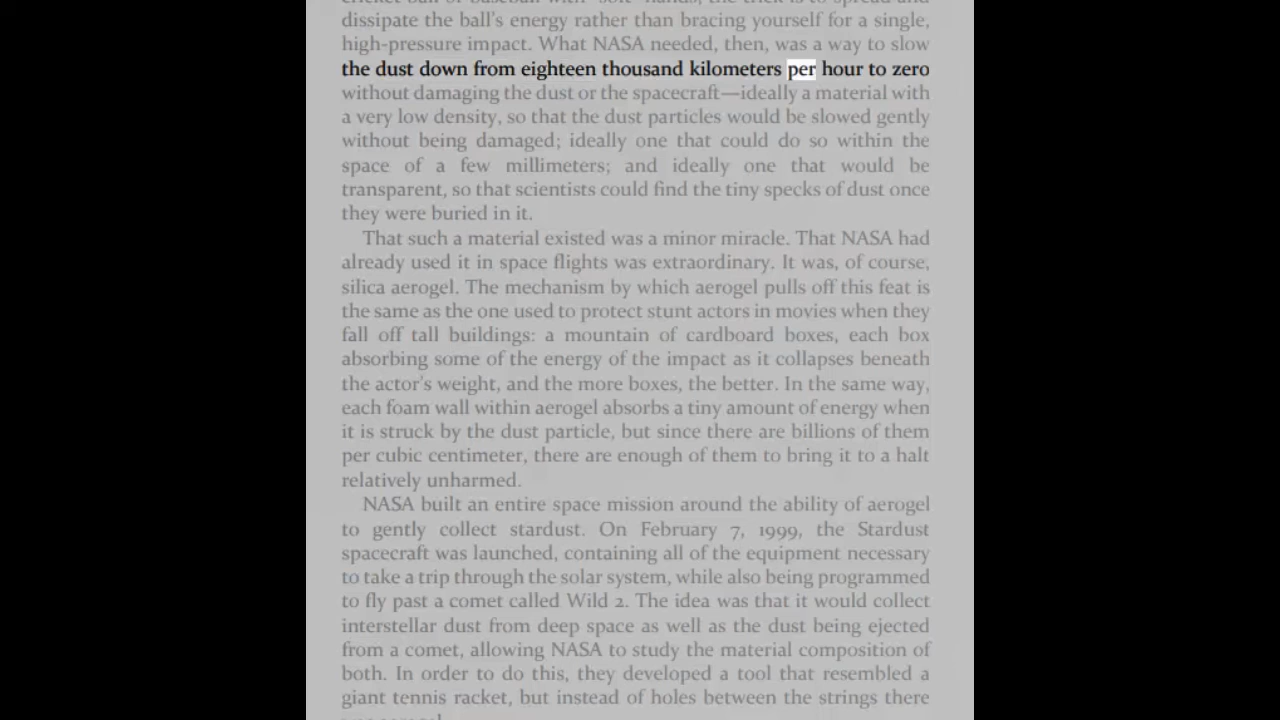 dissipate the ball's energy rather than bracing yourself for a single,
high-pressure impact. What NASA needed, then, was a way to slow
the dust down from eighteen thousand kilometers per hour to zero
without damaging the dust or the spacecraft—ideally a material with
a very low density, so that the dust particles would be slowed gently
without being damaged; ideally one that could do so within the
space of a few millimeters; and ideally one that would be
transparent, so that scientists could find the tiny specks of dust once
they were buried in it.
That such a material existed was a minor miracle. That NASA had
already used it in space flights was extraordinary. It was, of course,
silica aerogel. The mechanism by which aerogel pulls off this feat is
the same as the one used to protect stunt actors in movies when they
fall off tall buildings: a mountain of cardboard boxes, each box
absorbing some of the energy of the impact as it collapses beneath
the actor's weight, and the more boxes, the better. In the same way,
each foam wall within aerogel absorbs a tiny amount of energy when
it is struck by the dust particle, but since there are billions of them
per cubic centimeter, there are enough of them to bring it to a halt
relatively unharmed.
NASA built an entire space mission around the ability of aerogel
to gently collect stardust. On February 7, 1999, the Stardust
spacecraft was launched, containing all of the equipment necessary
to take a trip through the solar system, while also being programmed
to fly past a comet called Wild 2. The idea was that it would collect
interstellar dust from deep space as well as the dust being ejected
from a comet, allowing NASA to study the material composition of
both. In order to do this, they developed a tool that resembled a
giant tennis racket, but instead of holes between the strings there